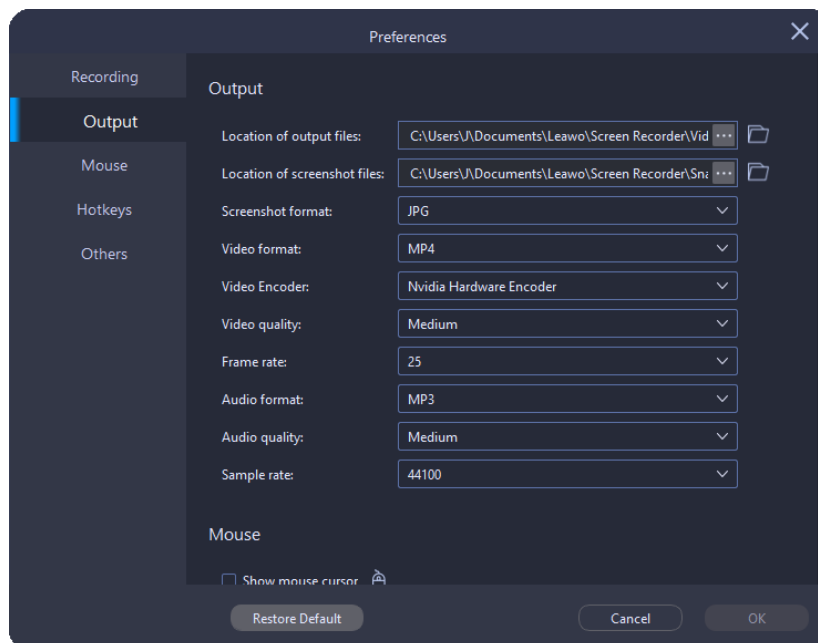 Preferences
Recording
Output
Mouse
Hotkeys
Others
Output
Location of output files: C:\Users\J\Documents\Leawo\Screen Recorder\Vid ...
Location of screenshot files: C:\Users\J\Documents\Leawo\Screen Recorder\Sna ...
Screenshot format: JPG
Video format: MP4
Video Encoder: Nvidia Hardware Encoder
Video quality: Medium
Frame rate: 25
Audio format: MP3
Audio quality: Medium
Sample rate: 44100
Mouse
Show mouse cursor
Restore Default Cancel OK